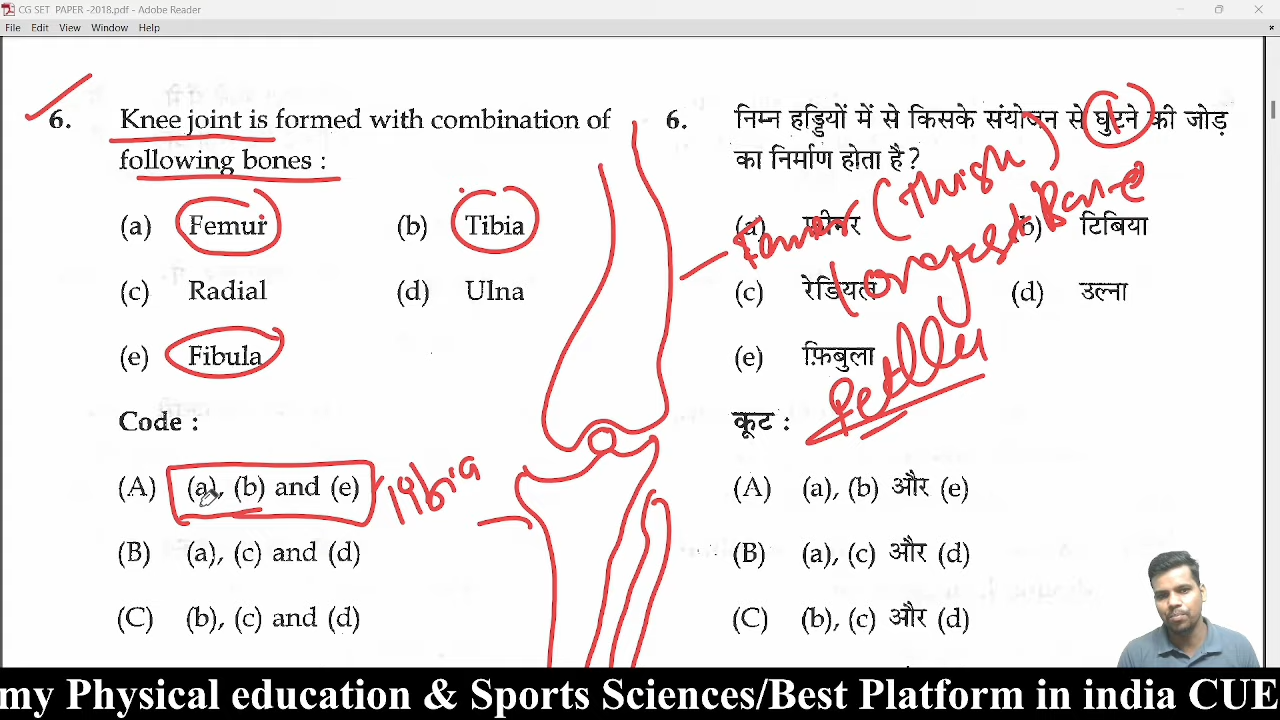 CG SET PAPER -2018.pdf - Adobe Reader
File Edit View Window Help
6. Knee joint is formed with combination of
following bones :
(a) Femur (b) Tibia
(c) Radial (d) Ulna
(e) Fibula
Code :
(A) (a), (b) and (e)
(B) (a), (c) and (d)
(C) (b), (c) and (d)
Tibia
6. निम्न हड्डियों में से किसके संयोजन से घुटने की जोड़
का निर्माण होता है ?
(a) फ़ीमर (b) टिबिया
(c) रेडियल (d) उल्ना
(e) फ़िबुला
कूट :
(A) (a), (b) और (e)
(B) (a), (c) और (d)
(C) (b), (c) और (d)
Femur (Thigh)
Longest Bone
my Physical education & Sports Sciences/Best Platform in india CUE